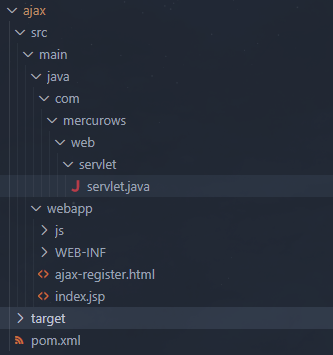 ajax
src
main
java
com
mercurows
web
servlet
servlet.java
webapp
js
WEB-INF
ajax-register.html
index.jsp
target
pom.xml